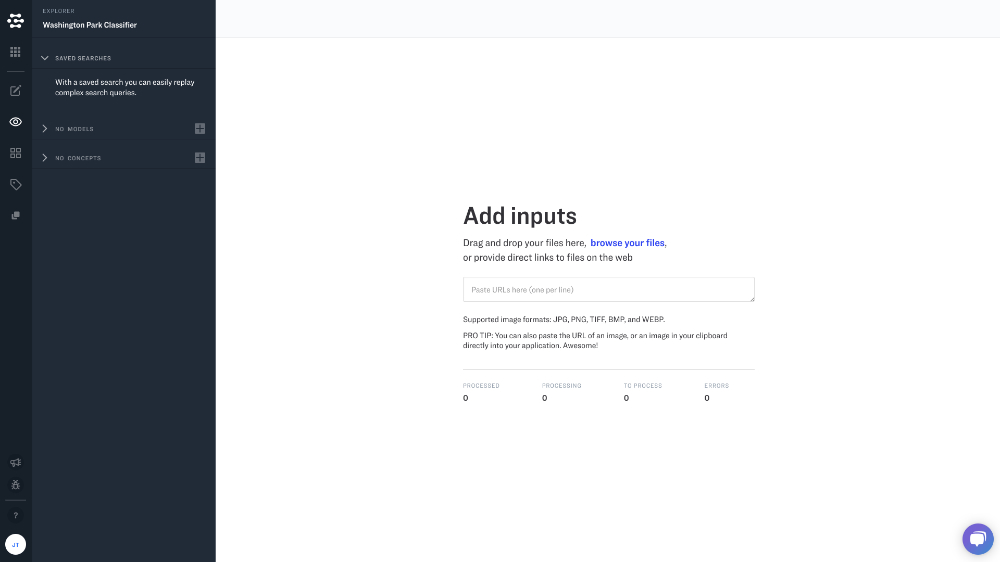 EXPLORER
Washington Park Classifier
SAVED SEARCHES
With a saved search you can easily replay
complex search queries.
NO MODELS
NO CONCEPTS
Add inputs
Drag and drop your files here, browse your files,
or provide direct links to files on the web
Paste URLs here (one per line)
Supported image formats: JPG, PNG, TIFF, BMP, and WEBP.
PRO TIP: You can also paste the URL of an image, or an image in your clipboard
directly into your application. Awesome!
PROCESSED PROCESSING TO PROCESS ERRORS
0 0 0 0
?
JT